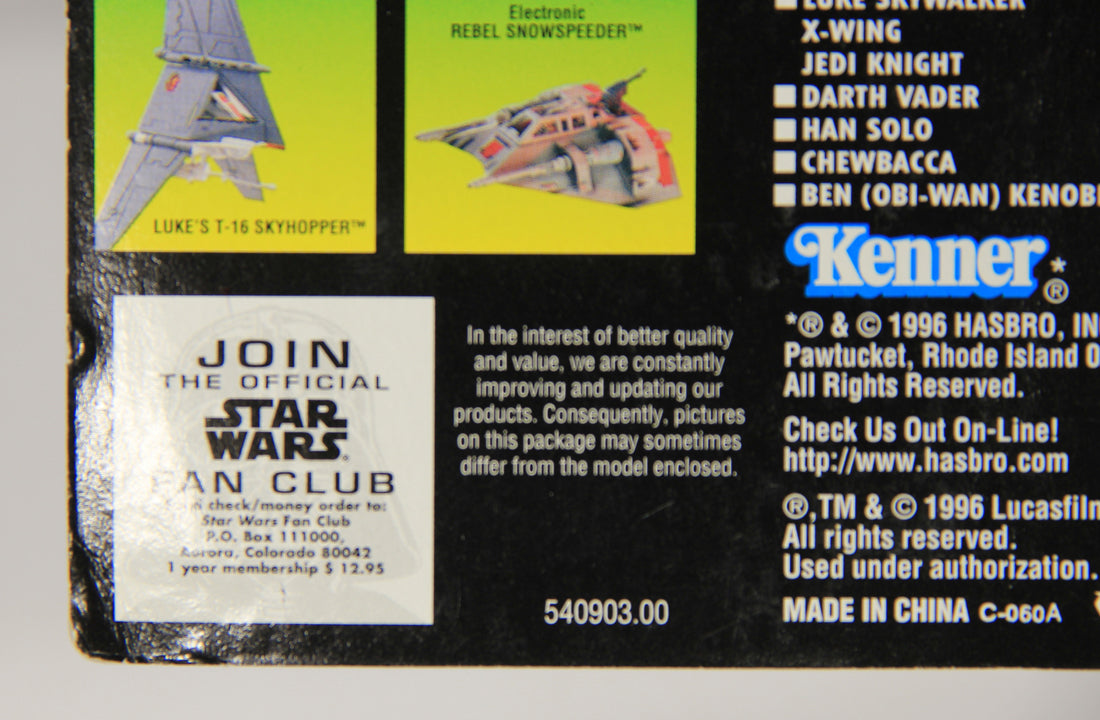 LUKE'S T-16 SKYHOPPER™
Electronic
REBEL SNOWSPEEDER™
LUKE SKYWALKER
X-WING
JEDI KNIGHT
DARTH VADER
HAN SOLO
CHEWBACCA
BEN (OBI-WAN) KENOBI
Kenner
*®
*® & © 1996 HASBRO,
Pawtucket, Rhode Island
All Rights Reserved.
Check Us Out On-Line!
http://www.hasbro.com
®,TM & © 1996 Lucasfilm
All rights reserved.
Used under authorization.
MADE IN CHINA C-060A
JOIN
THE OFFICIAL
STAR
WARS®
FAN CLUB
check/money order to:
Star Wars Fan Club
P.O. Box 111000,
Aurora, Colorado 80042
1 year membership $ 12.95
In the interest of better quality
and value, we are constantly
improving and updating our
products. Consequently, pictures
on this package may sometimes
differ from the model enclosed.
540903.00